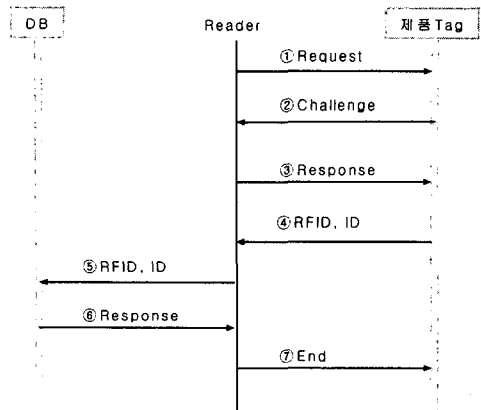 DB
Reader
제품Tag
①Request
②Challenge
③Response
④RFID, ID
⑤RFID, ID
⑥Response
⑦End